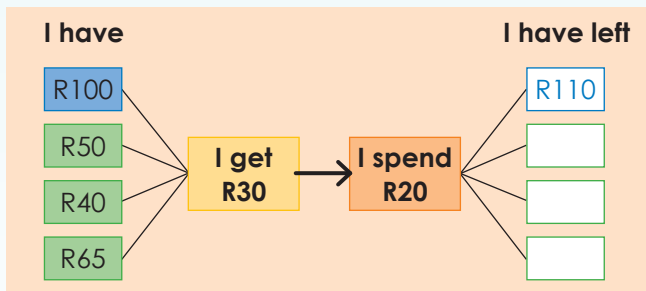 I have
I have left
R100
R110
R50
I get
R30
I spend
R20
R40
R65